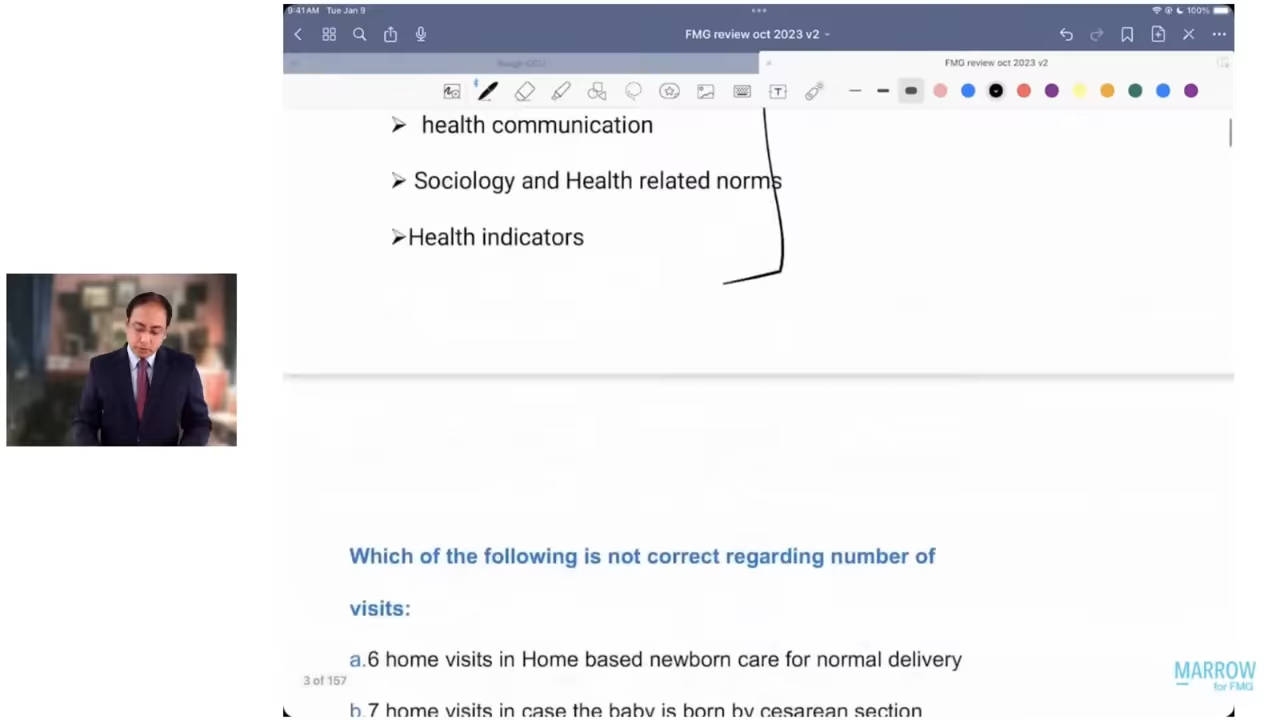 9:41 AM Tue Jan 9
100%
FMG review oct 2023 v2
FMG review oct 2023 v2
T
health communication
Sociology and Health related norms
Health indicators
Which of the following is not correct regarding number of
visits:
a.6 home visits in Home based newborn care for normal delivery
3 of 157
b.7 home visits in case the baby is born by cesarean section
MARROW
for FMG